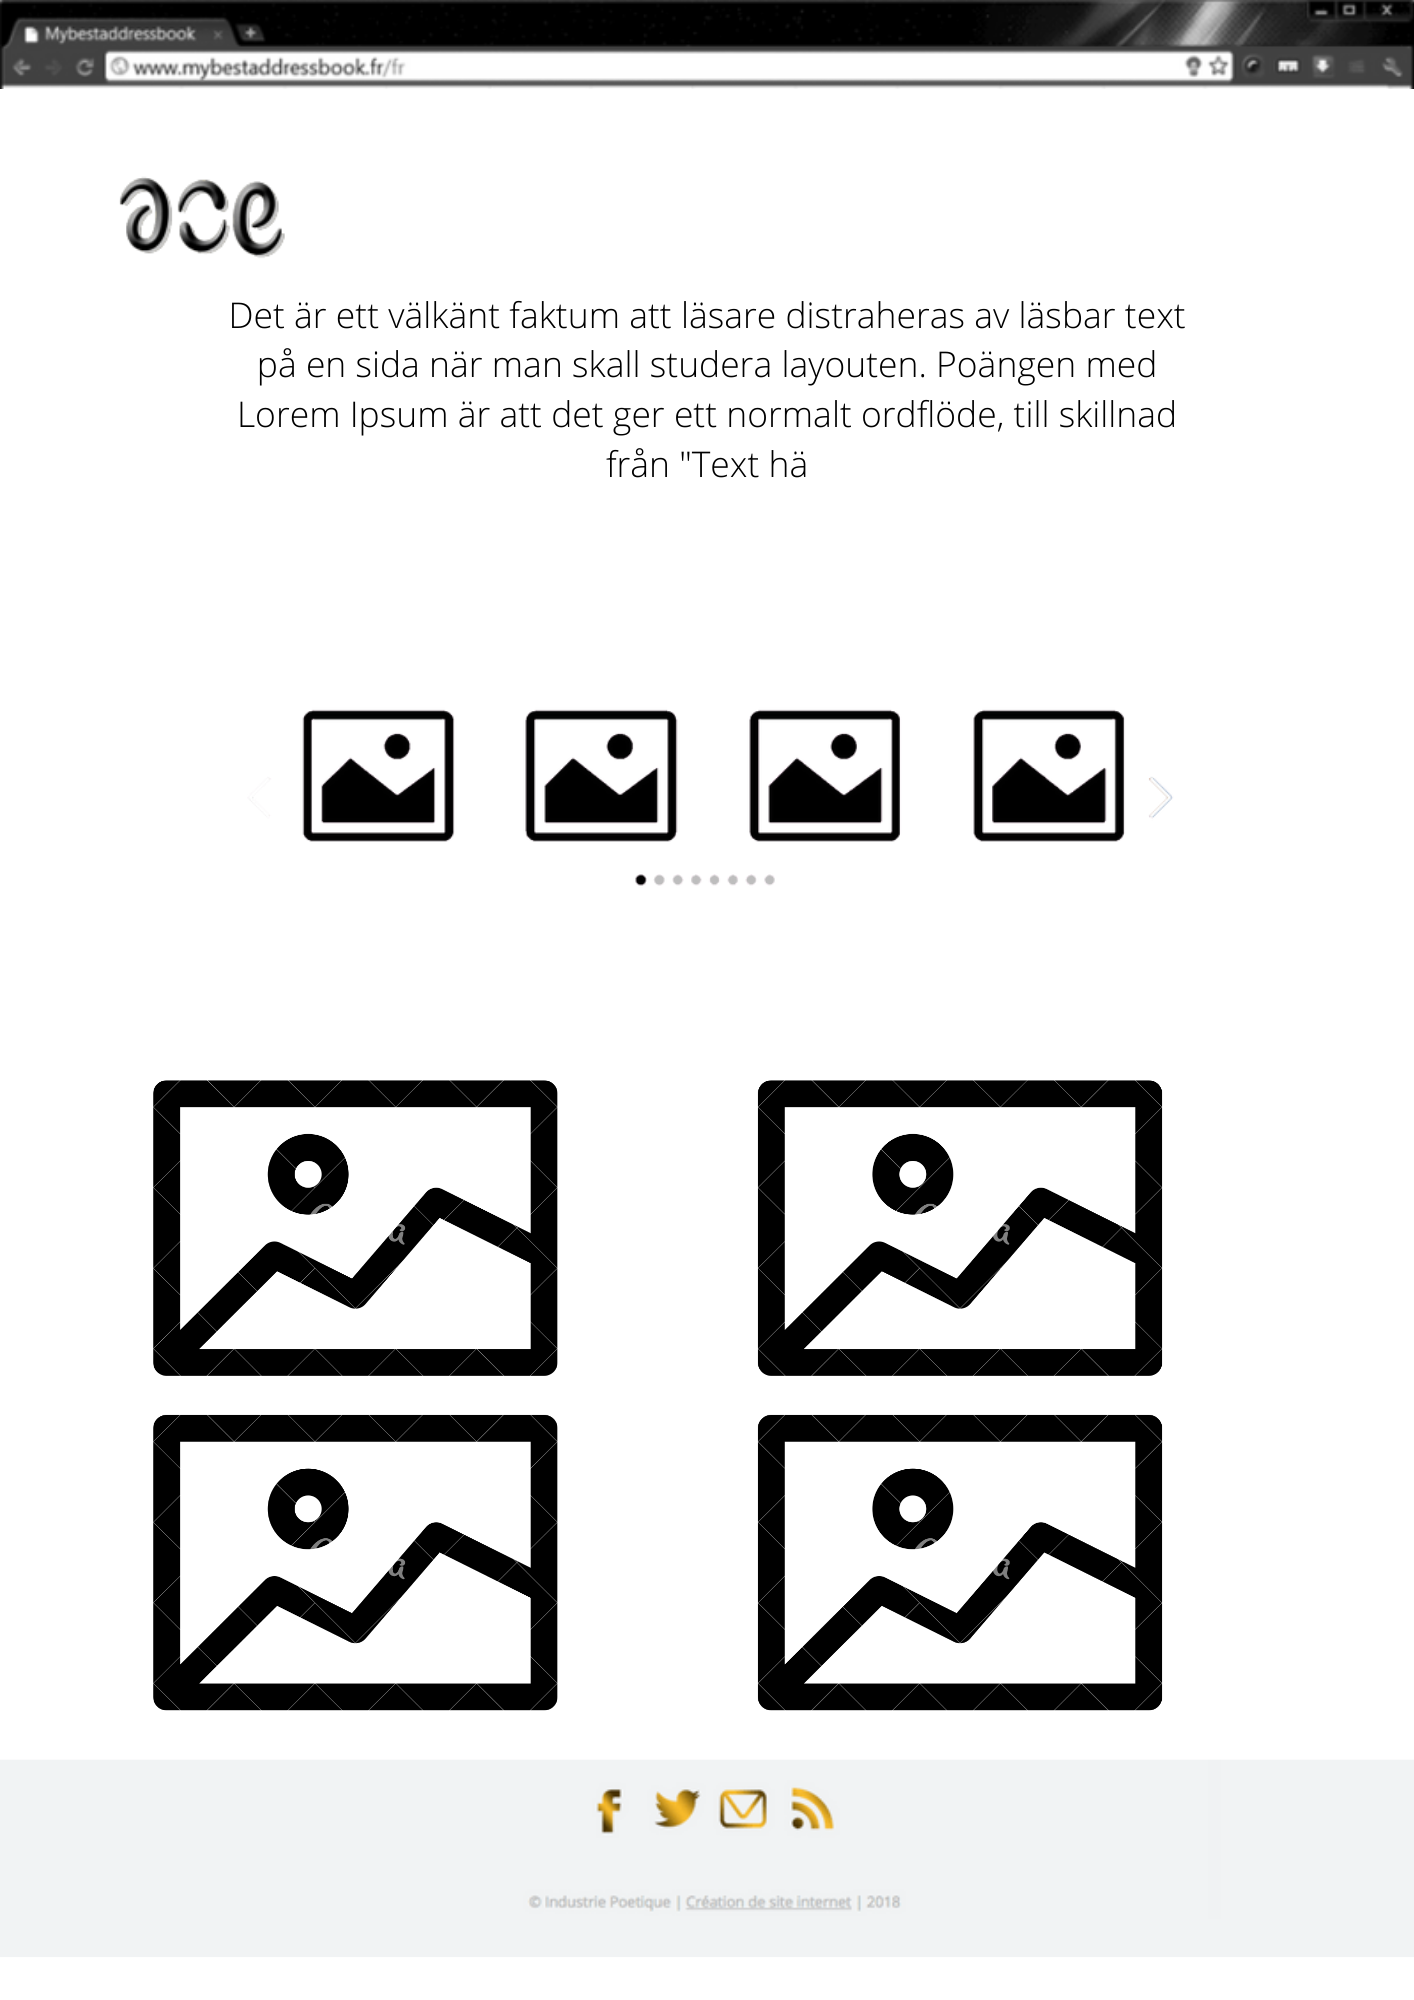 Mybestaddressbook
www.mybestaddressbook.fr/fr
ace
Det är ett välkänt faktum att läsare distraheras av läsbar text
på en sida när man skall studera layouten. Poängen med
Lorem Ipsum är att det ger ett normalt ordflöde, till skillnad
från "Text hä
© Industrie Poetique | Création de site internet | 2018